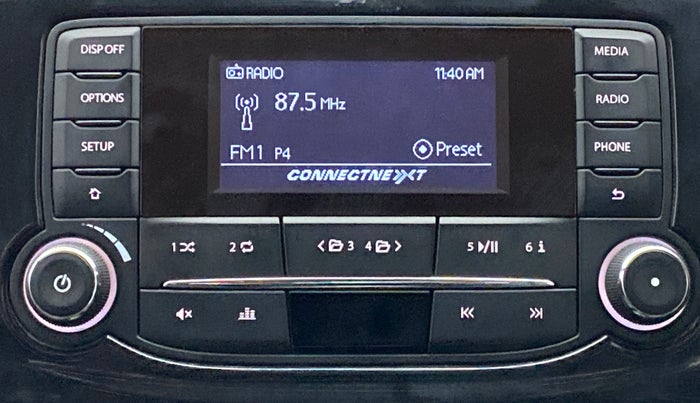 DISP OFF
OPTIONS
SETUP
RADIO 11:40 AM
87.5 MHz
FM1 P4 Preset
CONNECTNEXT
MEDIA
RADIO
PHONE
1 2 < 3 4 > 5 6 i